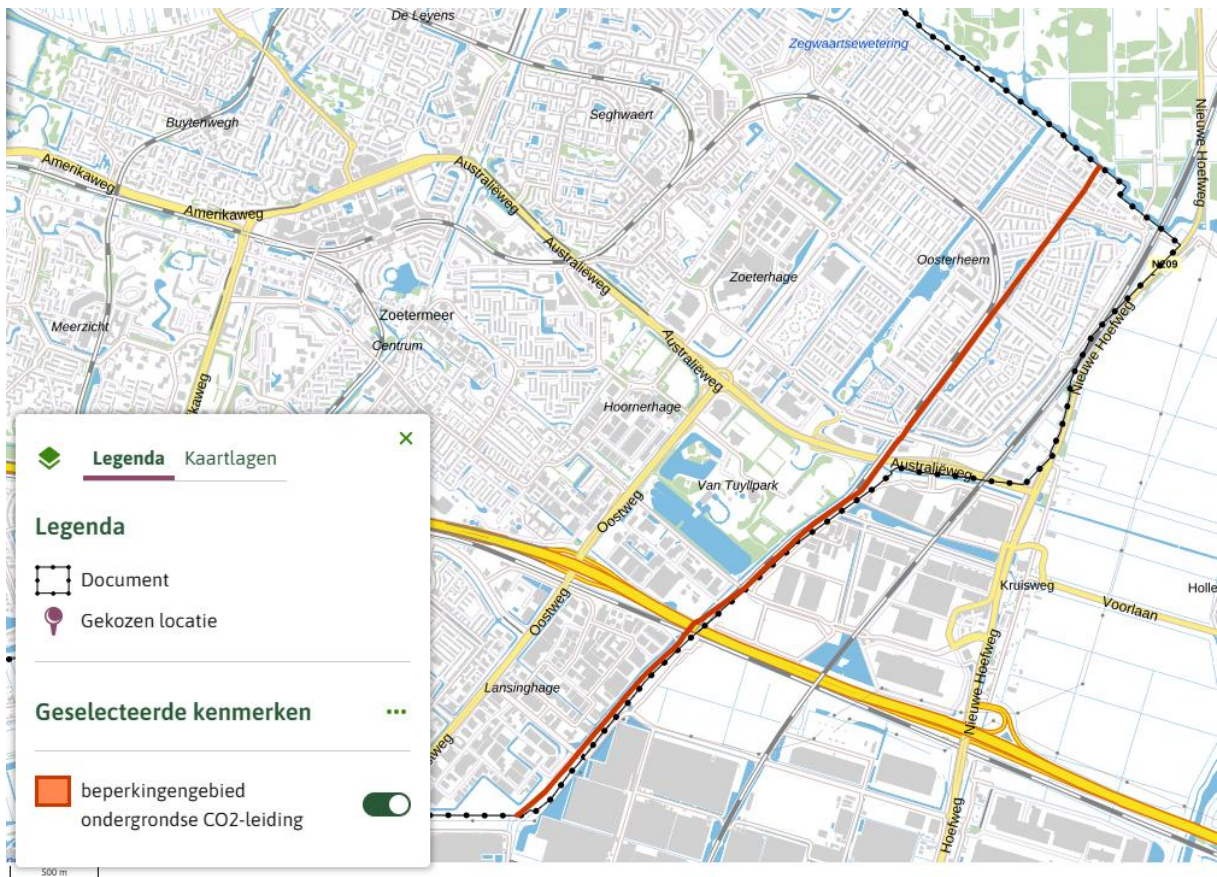 De Leyens
Zegwaartsewetering
Nieuwe Hoefweg
Buytenwegh
Seghwaert
Amerikaweg
Australiëweg
Amerikaweg
Australiëweg
Oosterheem
N209
Zoeterhage
Meerzicht
Zoetermeer
Centrum
Australiëweg
Nieuwe Hoefweg
kaweg
Hoornerhage
Australiëweg
Van Tuyllpark
Oostweg
Kruisweg
Holle
Voorlaan
Oostweg
Nieuwe Hoefweg
Lansinghage
tweg
Hoefweg
Legenda Kaartlagen
Legenda
Document
Gekozen locatie
Geselecteerde kenmerken
beperkingengebied
ondergrondse CO2-leiding
500 m